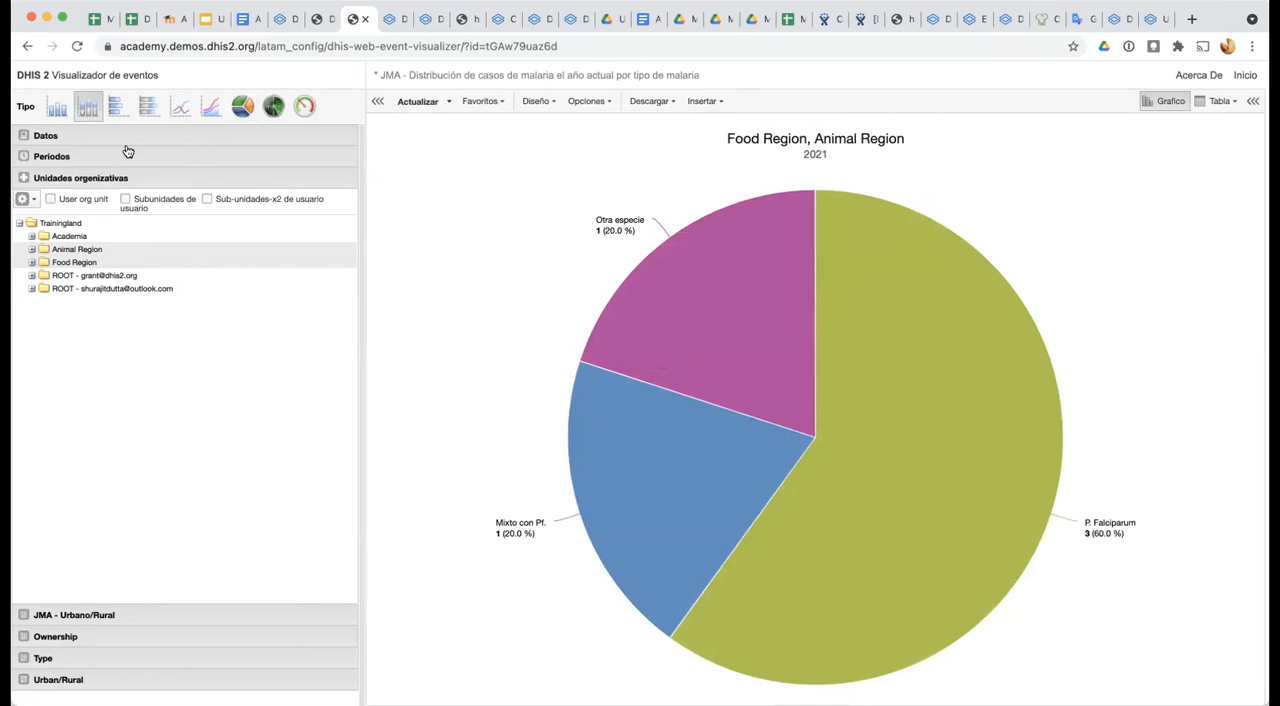 M
D
A
U
A
D
D
D
D
h
C
D
D
U
A
M
M
M
M
C
[(
h
D
E
D
C
G
D
U
academy.demos.dhis2.org/latam_config/dhis-web-event-visualizer/?id=tGAw79uaz6d
DHIS 2 Visualizador de eventos
* JMA - Distribución de casos de malaria el año actual por tipo de malaria
Acerca De
Inicio
Tipo
Actualizar
Favoritos
Diseño
Opciones
Descargar
Insertar
Grafico
Tabla
Datos
Periodos
Unidades organizativas
User org unit
Subunidades de usuario
Sub-unidades-x2 de usuario
Trainingland
Academia
Animal Region
Food Region
ROOT - grant@dhis2.org
ROOT - shurajitdutta@outlook.com
JMA - Urbano/Rural
Ownership
Type
Urban/Rural
Food Region, Animal Region
2021
Otra especie
1 (20.0 %)
Mixto con Pf.
1 (20.0 %)
P. Falciparum
3 (60.0 %)